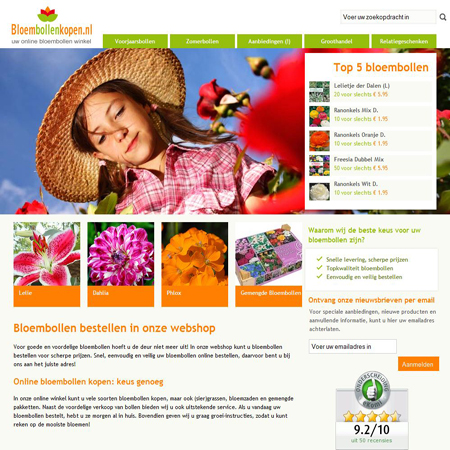 Bloembollenkopen.nl
uw online bloembollen winkel
Voer uw zoekopdracht in
Voorjaarsbollen
Zomerbollen
Aanbiedingen (!)
Groothandel
Relatiegeschenken
Top 5 bloembollen
Lelietje der Dalen (L)
20 voor slechts € 5.95
Ranonkels Mix D.
10 voor slechts € 1.95
Ranonkels Oranje D.
10 voor slechts € 1.95
Freesia Dubbel Mix
50 voor slechts € 5.95
Ranonkels Wit D.
10 voor slechts € 1.95
Lelie
Dahlia
Phlox
Gemengde Bloembollen
Waarom wij de beste keus voor uw
bloembollen zijn?
Snelle levering, scherpe prijzen
Topkwaliteit bloembollen
Eenvoudig en veilig bestellen
Ontvang onze nieuwsbrieven per email
Voor speciale aanbiedingen, nieuwe producten en
aanvullende informatie, kunt u hier uw emailadres
achterlaten.
Voer uw emailadres in
Aanmelden
Bloembollen bestellen in onze webshop
Voor goede en voordelige bloembollen hoeft u de deur niet meer uit! In onze webshop kunt u bloembollen
bestellen voor scherpe prijzen. Snel, eenvoudig en veilig uw bloembollen online bestellen, daarvoor bent u bij
ons aan het juiste adres!
Online bloembollen kopen: keus genoeg
In onze online winkel kunt u vele soorten bloembollen kopen, maar ook (sier)grassen, bloemzaden en gemengde
pakketten. Naast de voordelige verkoop van bollen bieden wij u ook uitstekende service. Als u vandaag uw
bloembollen bestelt, hebt u ze morgen al in huis. Bovendien geven wij u graag groei-instructies, zodat u kunt
reken op de mooiste bloemen!
9.2/10
uit 50 recensies